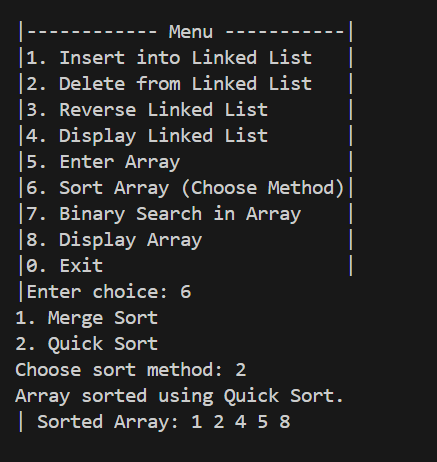 |------------ Menu -----------|
|1. Insert into Linked List   |
|2. Delete from Linked List   |
|3. Reverse Linked List       |
|4. Display Linked List       |
|5. Enter Array               |
|6. Sort Array (Choose Method)|
|7. Binary Search in Array    |
|8. Display Array             |
|0. Exit                      |
|Enter choice: 6
1. Merge Sort
2. Quick Sort
Choose sort method: 2
Array sorted using Quick Sort.
| Sorted Array: 1 2 4 5 8